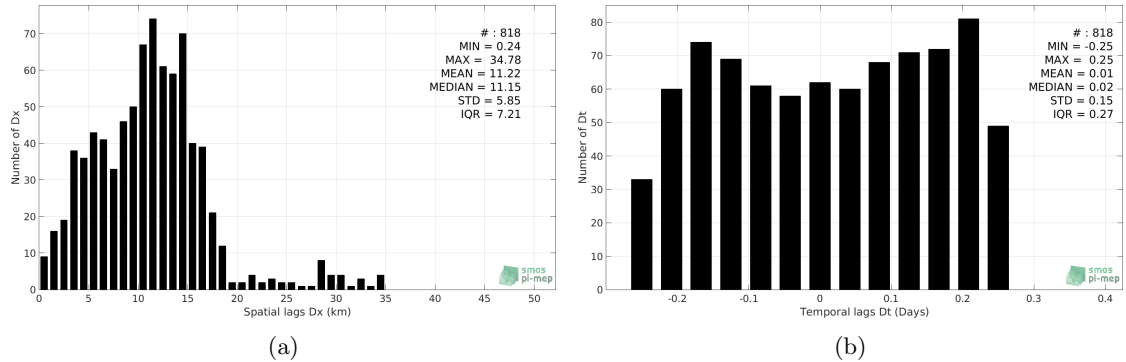 Number of Dx
70
60
50
40
30
20
10
0
# : 818
MIN = 0.24
MAX = 34.78
MEAN = 11.22
MEDIAN = 11.15
STD = 5.85
IQR = 7.21
smos
pi-mep
0 5 10 15 20 25 30 35 40 45 50
Spatial lags Dx (km)
(a)
Number of Dt
80
70
60
50
40
30
20
10
0
# : 818
MIN = -0.25
MAX = 0.25
MEAN = 0.01
MEDIAN = 0.02
STD = 0.15
IQR = 0.27
smos
pi-mep
-0.2 -0.1 0 0.1 0.2 0.3 0.4
Temporal lags Dt (Days)
(b)